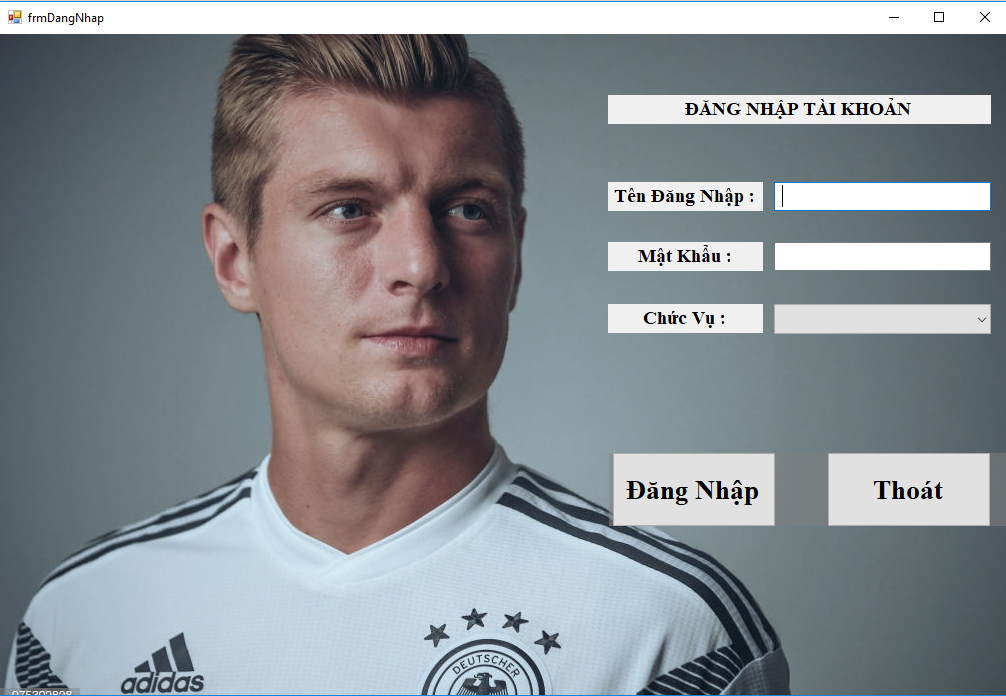 frmDangNhap
ĐĂNG NHẬP TÀI KHOẢN
Tên Đăng Nhập :
Mật Khẩu :
Chức Vụ :
Đăng Nhập
Thoát
adidas
DEUTSCHER